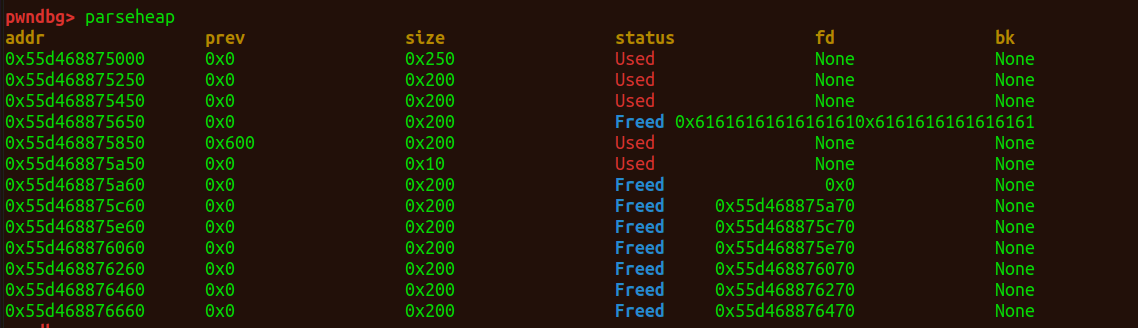 pwndbg> parseheap
addr prev size status fd bk
0x55d468875000 0x0 0x250 Used None None
0x55d468875250 0x0 0x200 Used None None
0x55d468875450 0x0 0x200 Used None None
0x55d468875650 0x0 0x200 Freed 0x61616161616161610x6161616161616161
0x55d468875850 0x600 0x200 Used None None
0x55d468875a50 0x0 0x10 Used None None
0x55d468875a60 0x0 0x200 Freed 0x0 None
0x55d468875c60 0x0 0x200 Freed 0x55d468875a70 None
0x55d468875e60 0x0 0x200 Freed 0x55d468875c70 None
0x55d468876060 0x0 0x200 Freed 0x55d468875e70 None
0x55d468876260 0x0 0x200 Freed 0x55d468876070 None
0x55d468876460 0x0 0x200 Freed 0x55d468876270 None
0x55d468876660 0x0 0x200 Freed 0x55d468876470 None